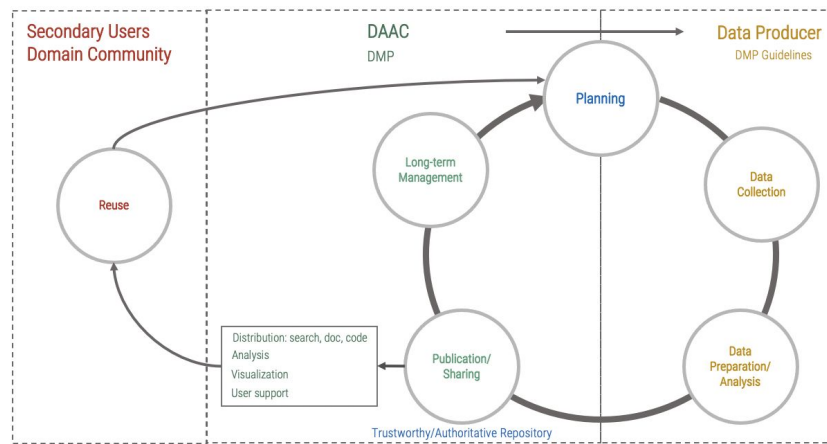 Secondary Users
Domain Community
DAAC
DMP
Data Producer
DMP Guidelines
Planning
Long-term
Management
Data
Collection
Reuse
Distribution: search, doc, code
Analysis
Visualization
User support
Publication/
Sharing
Data
Preparation/
Analysis
Trustworthy/Authoritative Repository